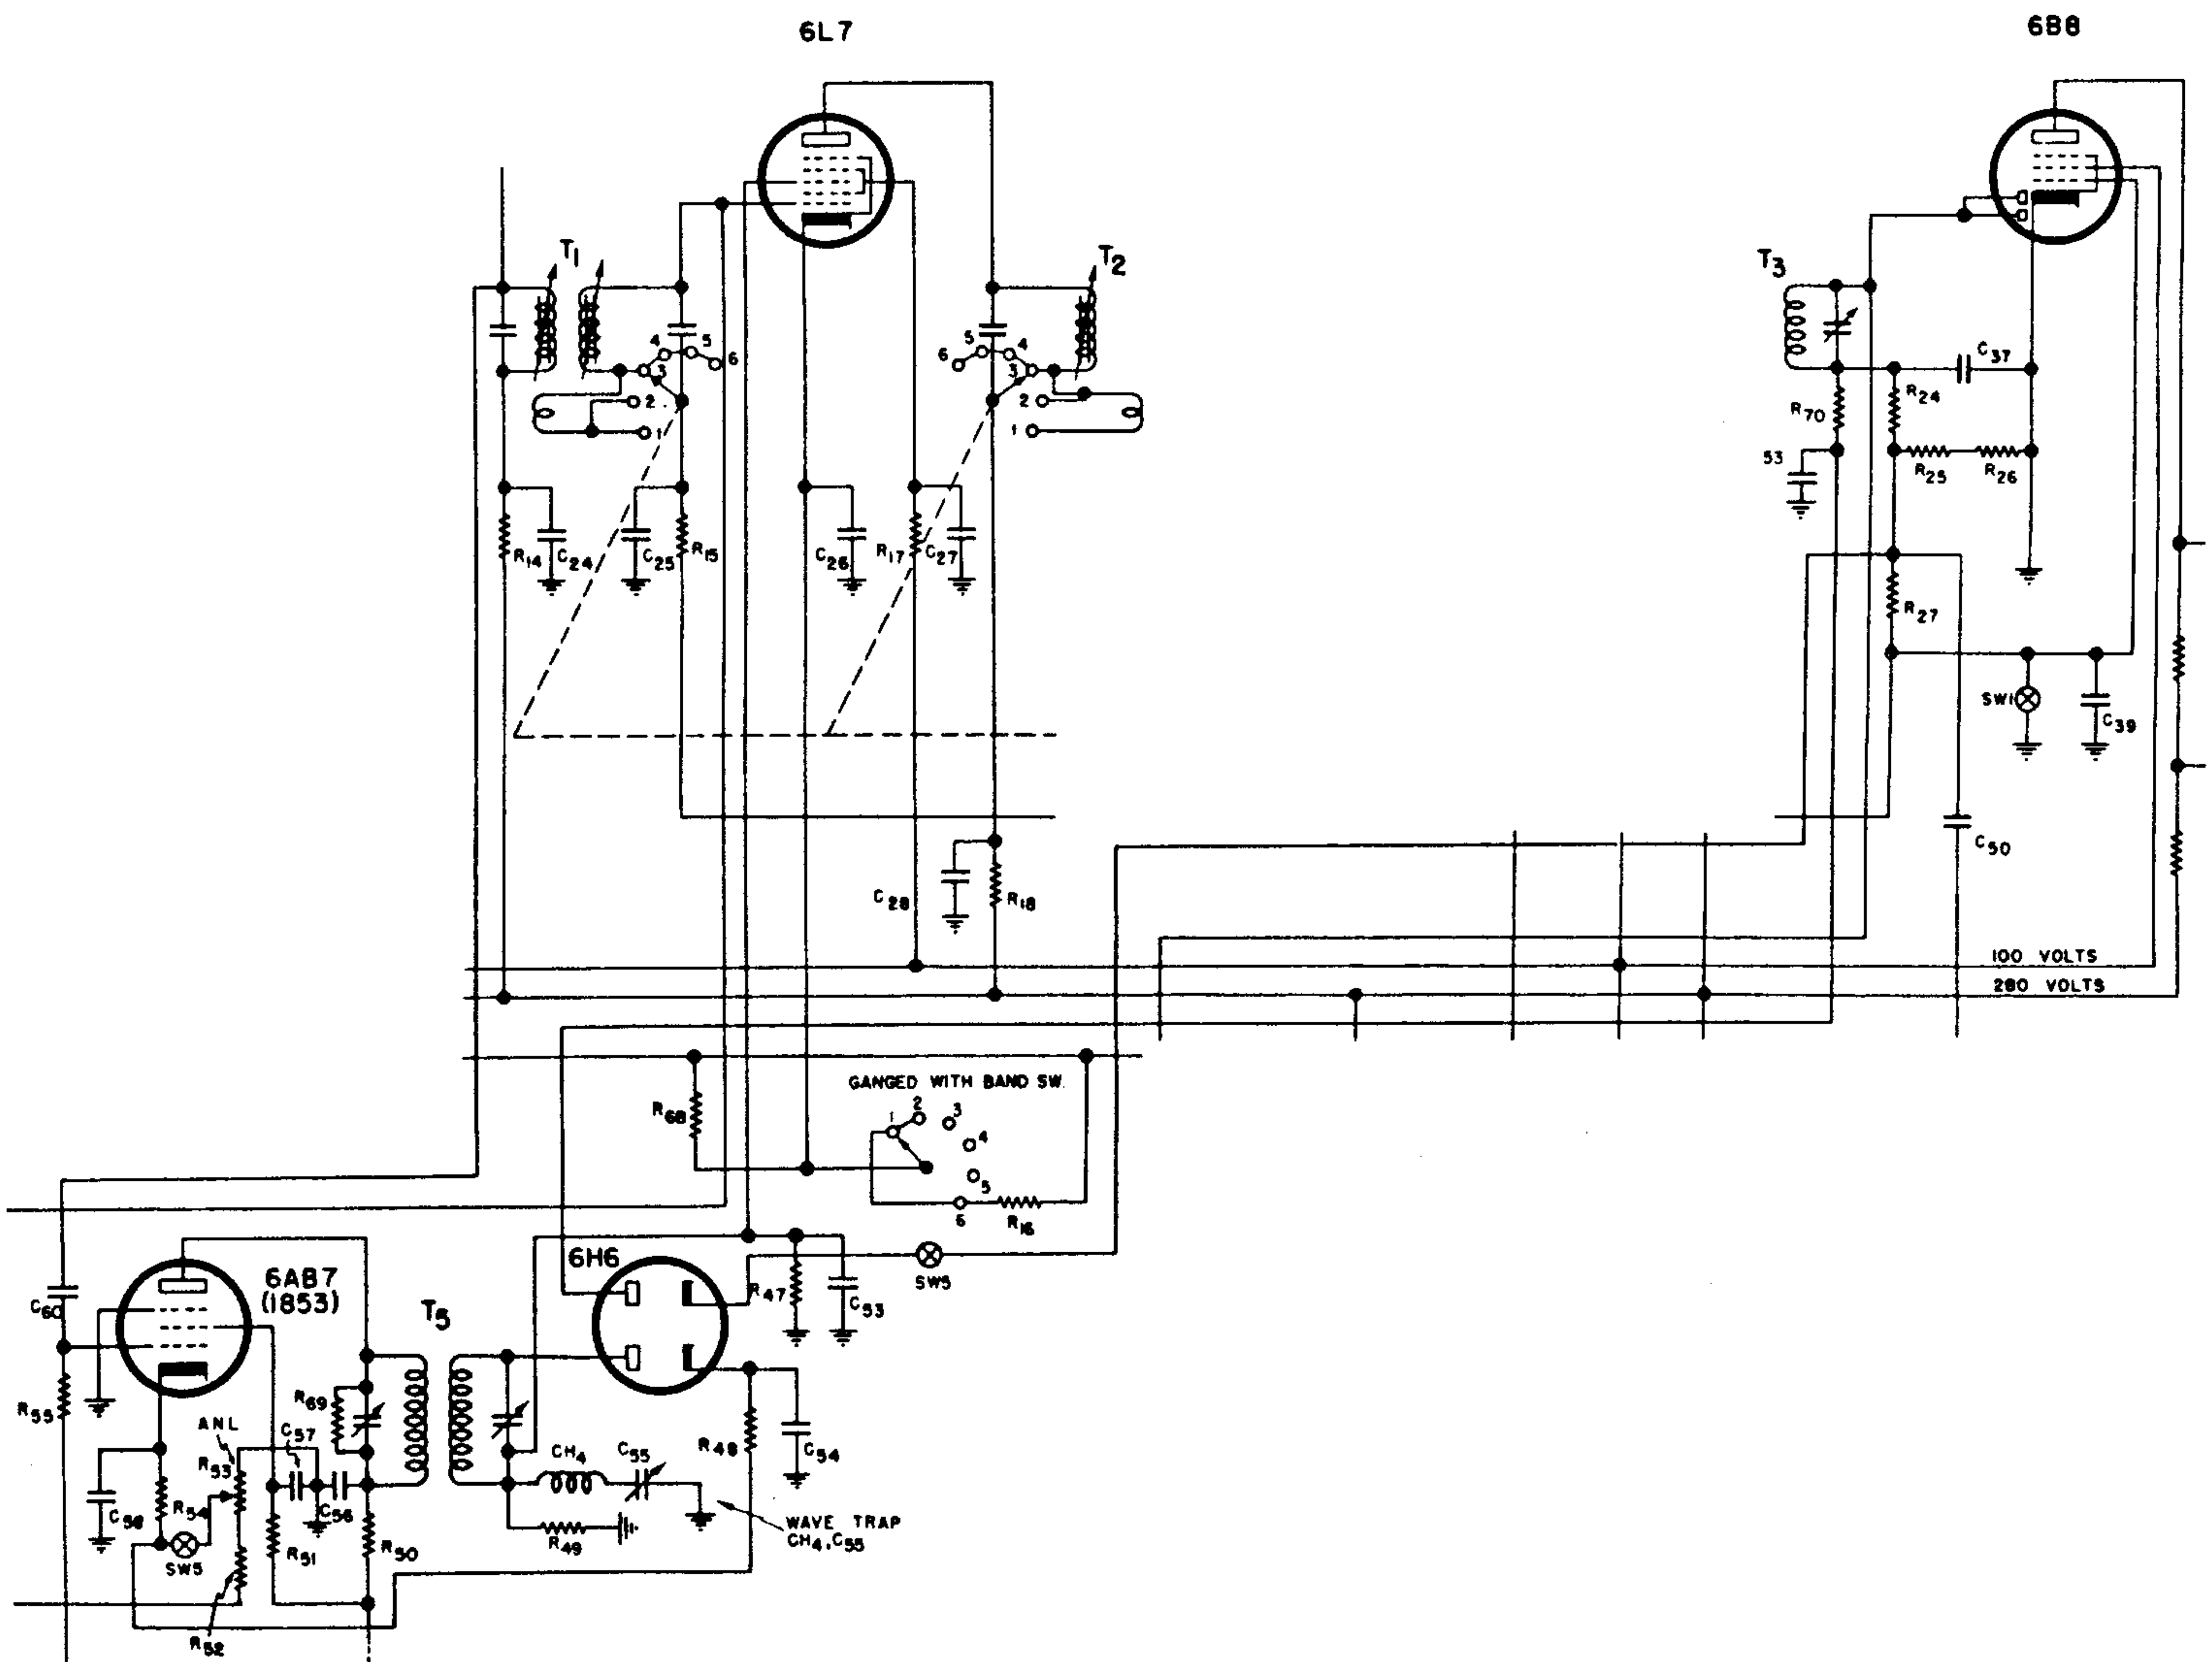 6L7
6B8
T1
T2
T3
4
5
6
3
2
1
5
4
6
3
2
1
C37
R24
R70
53
R25
R26
R14
C24
C25
R15
C26
R17
C27
R27
SW1
C39
C50
C28
R18
100 VOLTS
280 VOLTS
GANGED WITH BAND SW.
R68
1
2
3
4
5
6
R16
6H6
SW5
R47
C53
6AB7
(1853)
T5
C60
R55
R69
ANL
C57
R53
CH4
C55
R48
C54
C58
R54
C56
SW5
R51
R50
R49
WAVE TRAP
CH4, C55
R52